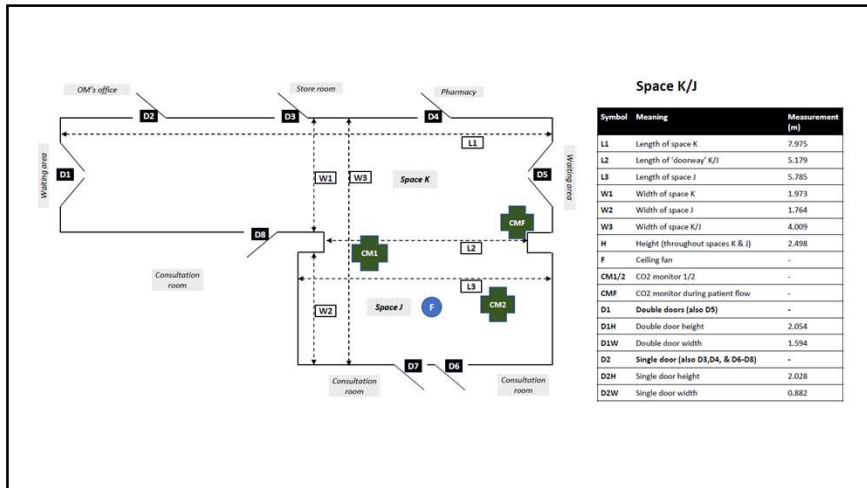 Space K/J
OM's office
Store room
Pharmacy
D2
D3
D4
L1
Waiting area
D1
W1
W3
Space K
D5
Waiting area
CMF
D8
CM1
L2
Consultation
room
L3
W2
Space J
F
CM2
D7
D6
Consultation
room
Consultation
room
Symbol Meaning Measurement
(m)
L1 Length of space K 7.975
L2 Length of ‘doorway’ K/J 5.179
L3 Length of space J 5.785
W1 Width of space K 1.973
W2 Width of space J 1.764
W3 Width of space K/J 4.009
H Height (throughout spaces K & J) 2.498
F Ceiling fan -
CM1/2 CO2 monitor 1/2 -
CMF CO2 monitor during patient flow -
D1 Double doors (also D5) -
D1H Double door height 2.054
D1W Double door width 1.594
D2 Single door (also D3,D4, & D6-D8) -
D2H Single door height 2.028
D2W Single door width 0.882